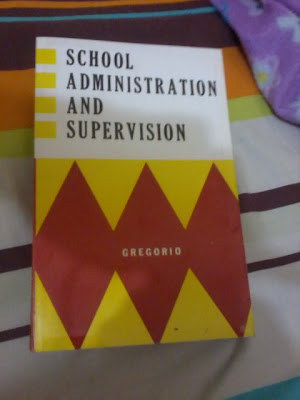 SCHOOL
ADMINISTRATION
AND
SUPERVISION
GREGORIO